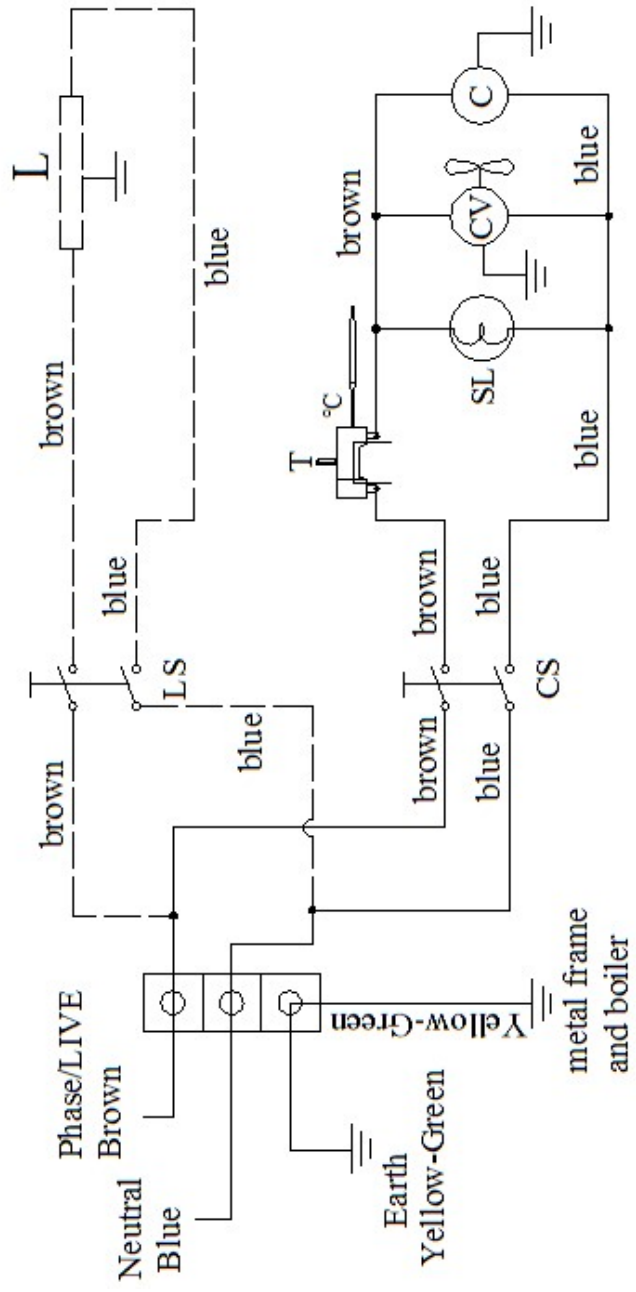 Phase/LIVE
Brown
Neutral
Blue
Earth
Yellow-Green
Yellow-Green
metal frame
and boiler
brown
LS
blue
blue
brown
L
blue
brown
blue
CS
brown
blue
T
°C
brown
SL
CV
C
blue
blue